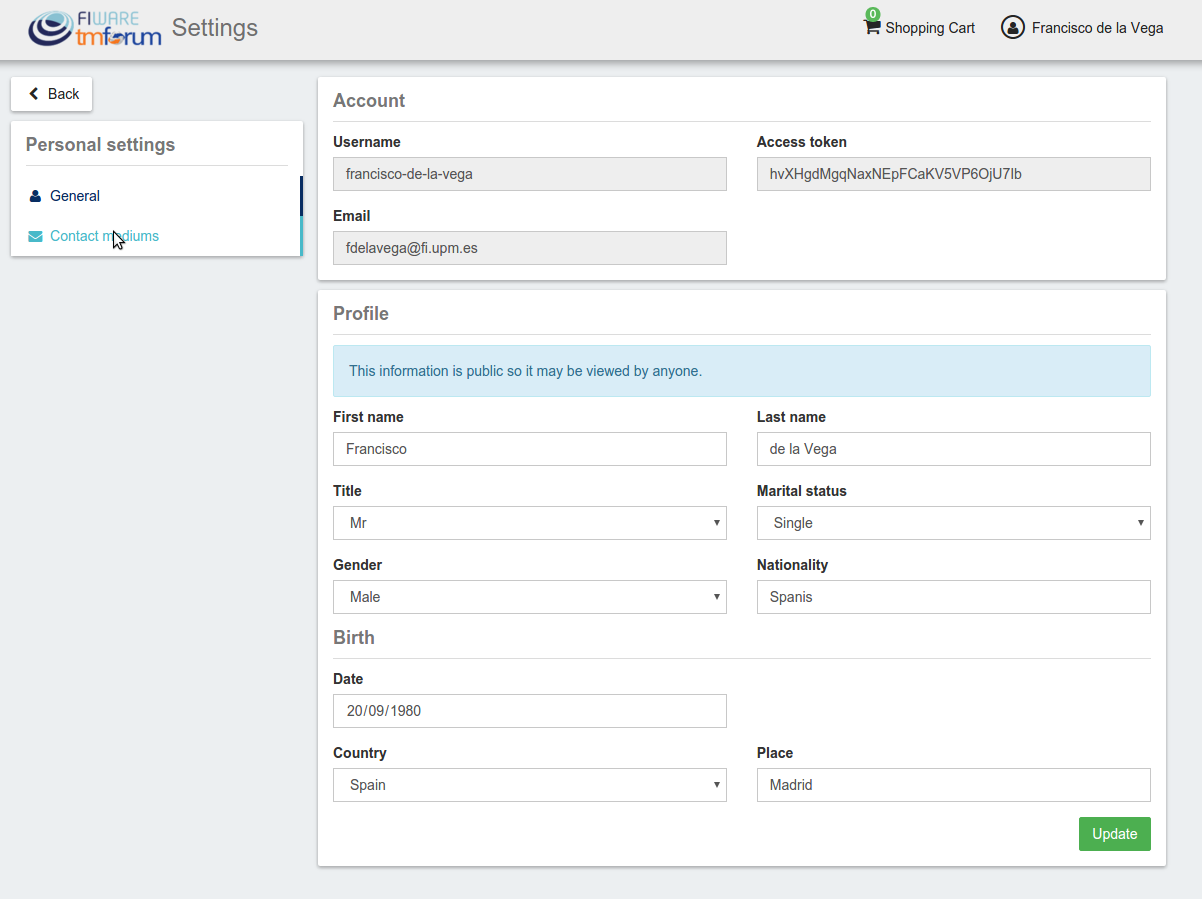 FIWARE
tmforum
Settings
0
Shopping Cart
Francisco de la Vega
Back
Personal settings
General
Contact mediums
Account
Username
Access token
francisco-de-la-vega
hvXHgdMgqNaxNEpFCaKV5VP6OjU7Ib
Email
fdelavega@fi.upm.es
Profile
This information is public so it may be viewed by anyone.
First name
Last name
Francisco
de la Vega
Title
Marital status
Mr
Single
Gender
Nationality
Male
Spanis
Birth
Date
20/09/1980
Country
Place
Spain
Madrid
Update